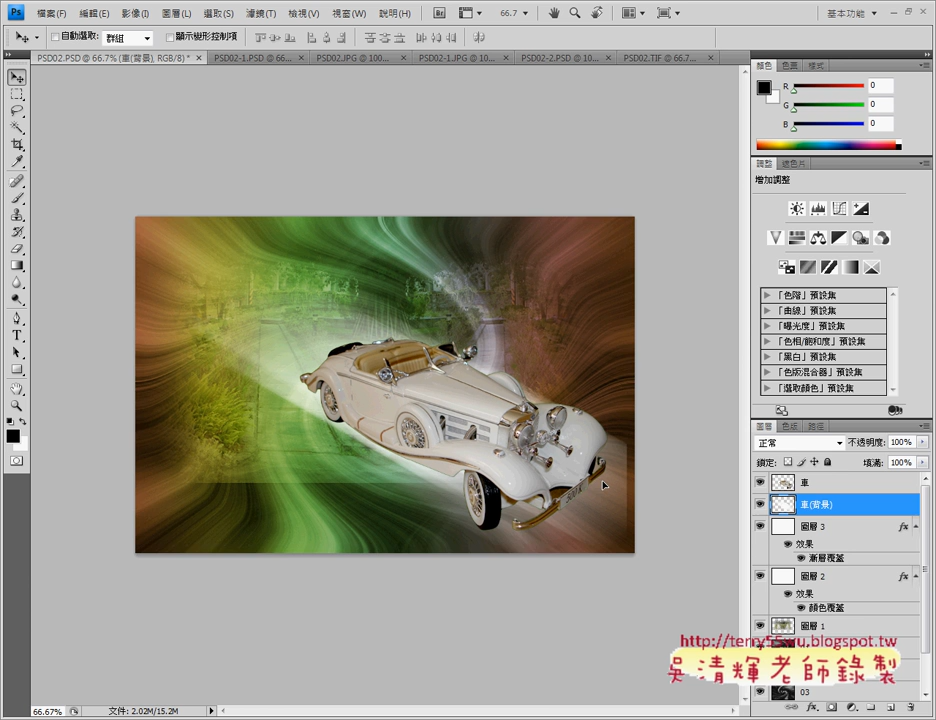 檔案(F) 編輯(E) 影像(I) 圖層(L) 選取(S) 濾鏡(T) 檢視(V) 視窗(W) 說明(H) 66.7 基本功能
自動選取: 群組 顯示變形控制項
PSD02.PSD @ 66.7% (車(背景), RGB/8) * PSD02-1.PSD @ 66... PSD02.JPG @ 100... PSD02-1.JPG @ 10... PSD02-2.PSD @ 10... PSD02.TIF @ 66.7...
顏色 色票 樣式
R 0
G 0
B 0
調整 遮色片
增加調整
「色階」預設集
「曲線」預設集
「曝光度」預設集
「色相/飽和度」預設集
「黑白」預設集
「色版混合器」預設集
「選取顏色」預設集
圖層 色版 路徑
正常 不透明度: 100%
鎖定: 填滿: 100%
車
車(背景)
圖層 3 fx
效果
漸層覆蓋
圖層 2 fx
效果
顏色覆蓋
圖層 1
http://terry55wu.blogspot.tw
吳清輝老師錄製
03
66.67% 文件: 2.02M/15.2M